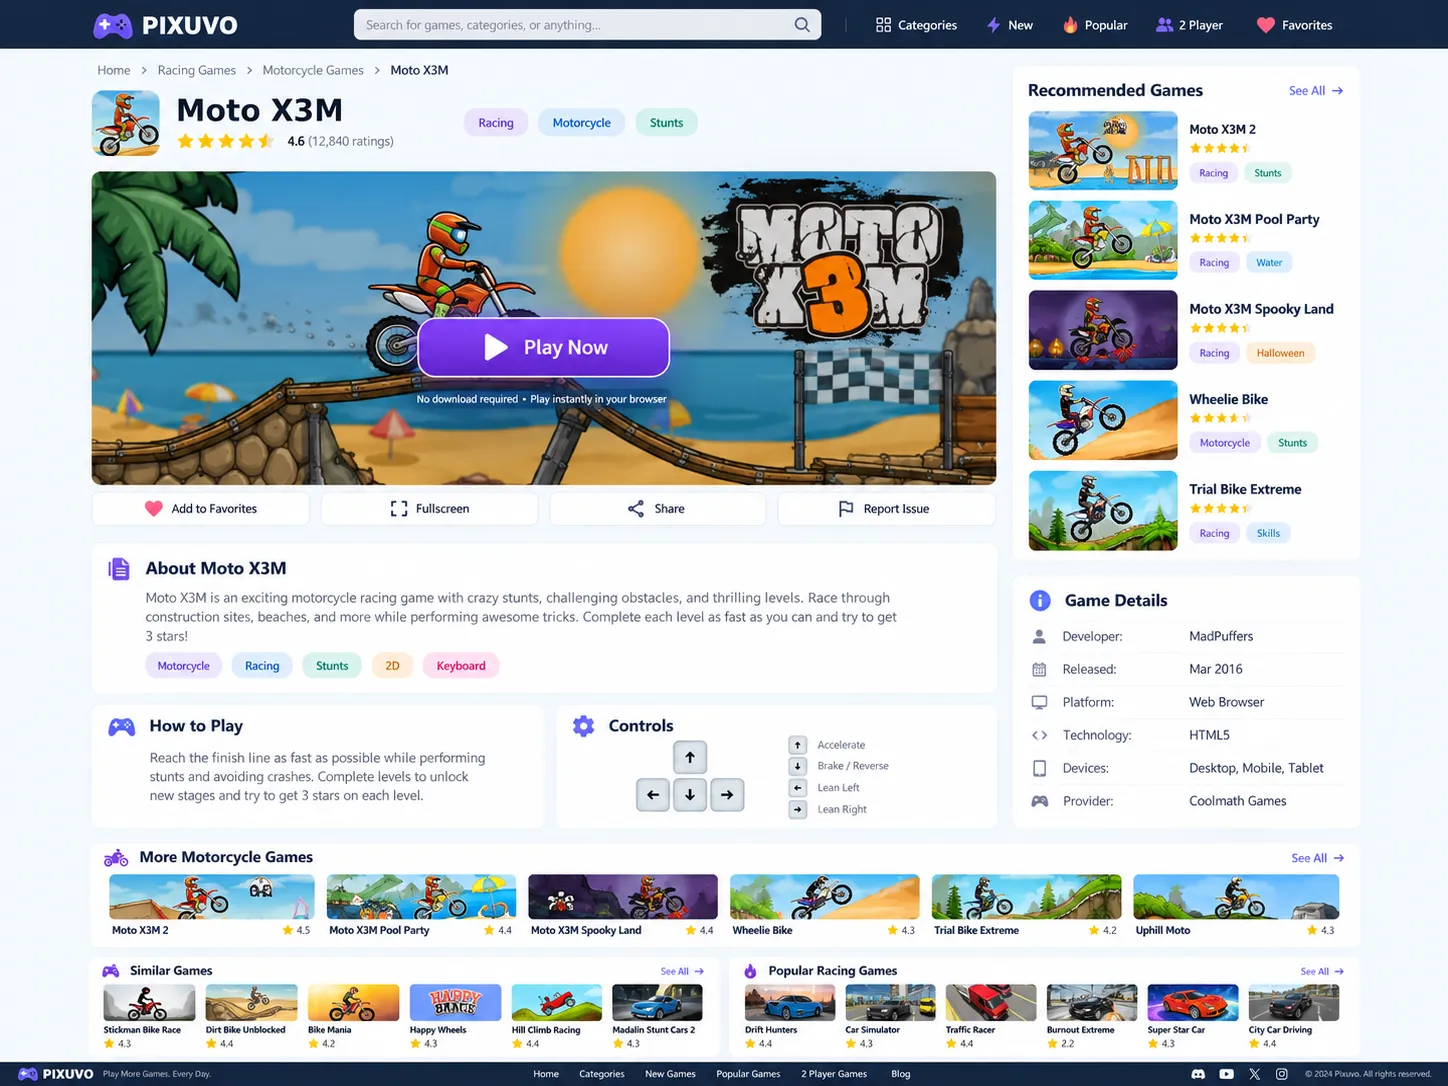 PIXUVO
Search for games, categories, or anything...
Categories
New
Popular
2 Player
Favorites
Home > Racing Games > Motorcycle Games > Moto X3M
Moto X3M
4.6 (12,840 ratings)
Racing
Motorcycle
Stunts
MOTO
X3M
Play Now
No download required • Play instantly in your browser
Add to Favorites
Fullscreen
Share
Report Issue
About Moto X3M
Moto X3M is an exciting motorcycle racing game with crazy stunts, challenging obstacles, and thrilling levels. Race through
construction sites, beaches, and more while performing awesome tricks. Complete each level as fast as you can and try to get
3 stars!
Motorcycle
Racing
Stunts
2D
Keyboard
How to Play
Reach the finish line as fast as possible while performing
stunts and avoiding crashes. Complete levels to unlock
new stages and try to get 3 stars on each level.
Controls
↑
← ↓ →
↑ Accelerate
↓ Brake / Reverse
← Lean Left
→ Lean Right
Recommended Games
See All →
Moto X3M 2
Racing
Stunts
Moto X3M Pool Party
Racing
Water
Moto X3M Spooky Land
Racing
Halloween
Wheelie Bike
Motorcycle
Stunts
Trial Bike Extreme
Racing
Skills
Game Details
Developer: MadPuffers
Released: Mar 2016
Platform: Web Browser
Technology: HTML5
Devices: Desktop, Mobile, Tablet
Provider: Coolmath Games
More Motorcycle Games
See All →
Moto X3M 2 4.5
Moto X3M Pool Party 4.4
Moto X3M Spooky Land 4.4
Wheelie Bike 4.3
Trial Bike Extreme 4.2
Uphill Moto 4.3
Similar Games
See All →
Stickman Bike Race
4.3
Dirt Bike Unblocked
4.4
Bike Mania
4.2
HAPPY
Happy Wheels
4.3
Hill Climb Racing
4.4
Madalin Stunt Cars 2
4.3
Popular Racing Games
See All →
Drift Hunters
4.4
Car Simulator
4.3
Traffic Racer
4.4
Burnout Extreme
2.2
Super Star Car
4.3
City Car Driving
4.4
PIXUVO
Play More Games. Every Day.
Home
Categories
New Games
Popular Games
2 Player Games
Blog
© 2024 Pixuvo. All rights reserved.